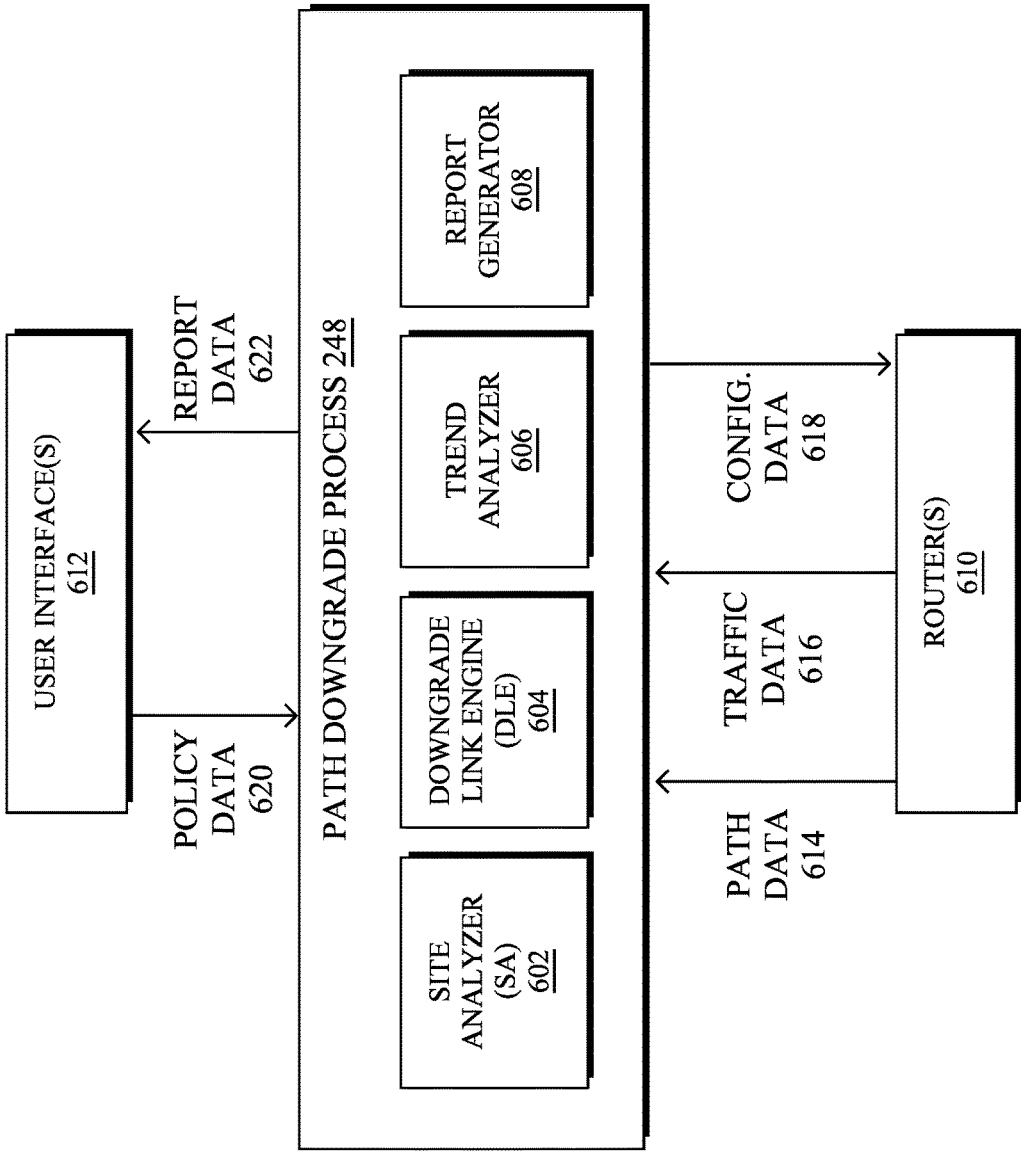 USER INTERFACE(S)
612
POLICY
DATA
620
REPORT
DATA
622
PATH DOWNGRADE PROCESS 248
SITE
ANALYZER
(SA)
602
DOWNGRADE
LINK ENGINE
(DLE)
604
TREND
ANALYZER
606
REPORT
GENERATOR
608
PATH
DATA
614
TRAFFIC
DATA
616
CONFIG.
DATA
618
ROUTER(S)
610